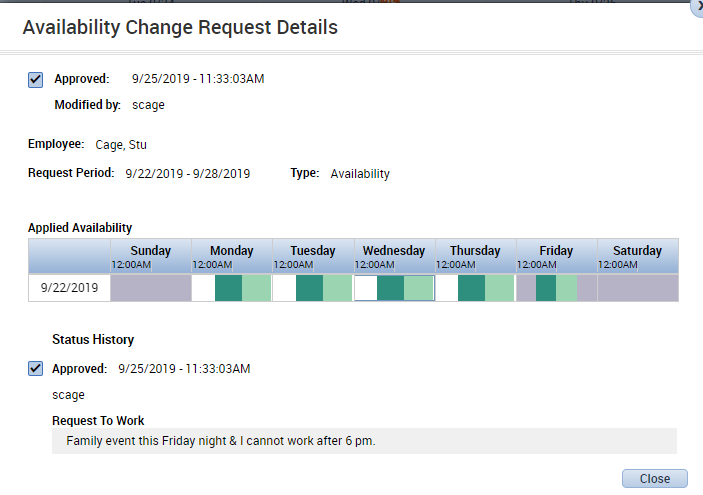 Availability Change Request Details
Approved: 9/25/2019 - 11:33:03AM
Modified by: scage
Employee: Cage, Stu
Request Period: 9/22/2019 - 9/28/2019 Type: Availability
Applied Availability
Sunday Monday Tuesday Wednesday Thursday Friday Saturday
12:00AM 12:00AM 12:00AM 12:00AM 12:00AM 12:00AM 12:00AM
9/22/2019
Status History
Approved: 9/25/2019 - 11:33:03AM
scage
Request To Work
Family event this Friday night & I cannot work after 6 pm.
Close